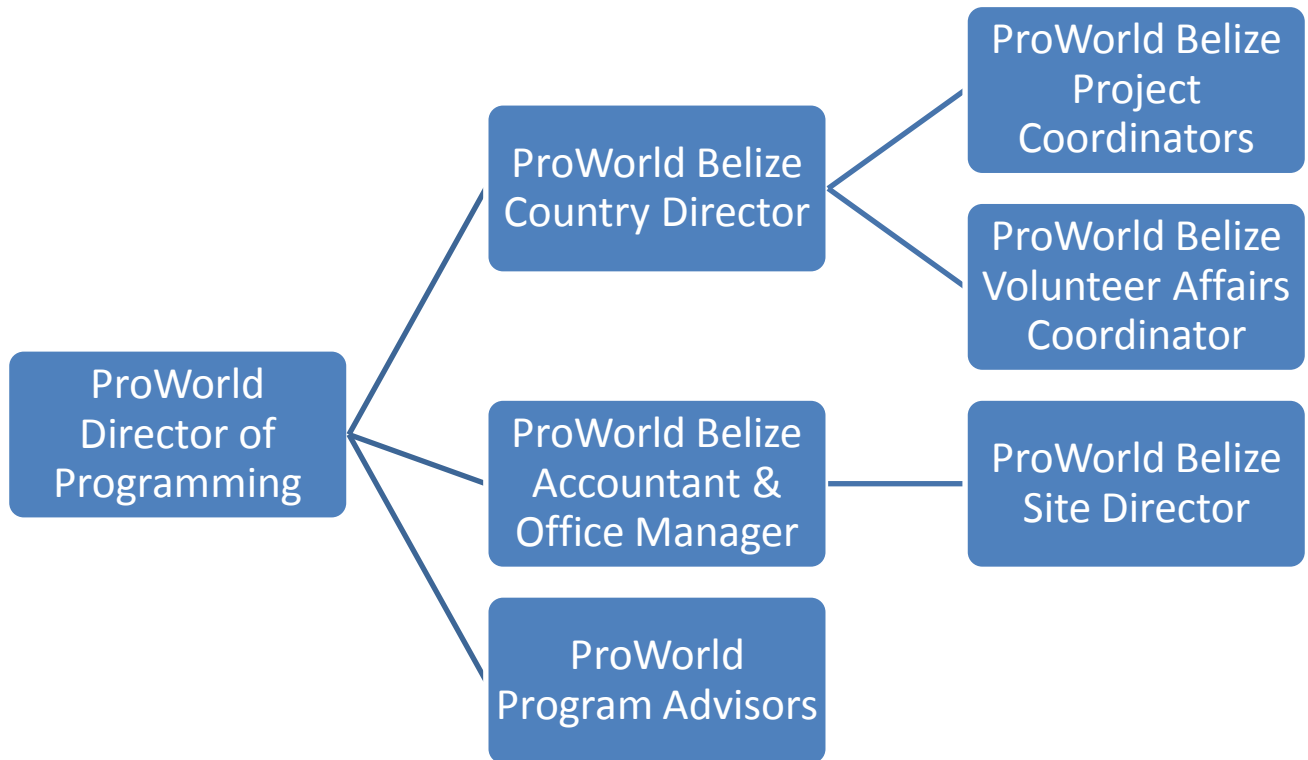 ProWorld
Director of
Programming
ProWorld Belize
Country Director
ProWorld Belize
Project
Coordinators
ProWorld Belize
Volunteer Affairs
Coordinator
ProWorld Belize
Accountant &
Office Manager
ProWorld Belize
Site Director
ProWorld
Program Advisors